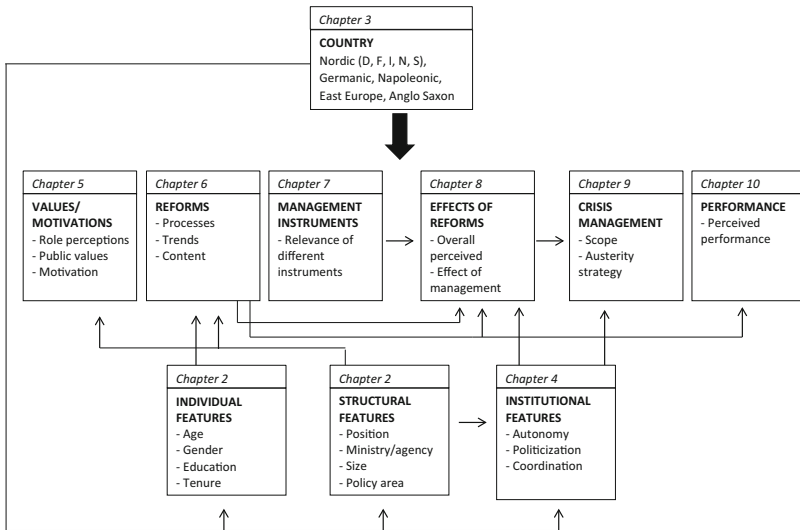 Chapter 3
COUNTRY
Nordic (D, F, I, N, S),
Germanic, Napoleonic,
East Europe, Anglo Saxon
Chapter 5
VALUES/
MOTIVATIONS
- Role perceptions
- Public values
- Motivation
Chapter 6
REFORMS
- Processes
- Trends
- Content
Chapter 7
MANAGEMENT
INSTRUMENTS
- Relevance of
different
instruments
Chapter 8
EFFECTS OF
REFORMS
- Overall
perceived
- Effect of
management
Chapter 9
CRISIS
MANAGEMENT
- Scope
- Austerity
strategy
Chapter 10
PERFORMANCE
- Perceived
performance
Chapter 2
INDIVIDUAL
FEATURES
- Age
- Gender
- Education
- Tenure
Chapter 2
STRUCTURAL
FEATURES
- Position
- Ministry/agency
- Size
- Policy area
Chapter 4
INSTITUTIONAL
FEATURES
- Autonomy
- Politicization
- Coordination